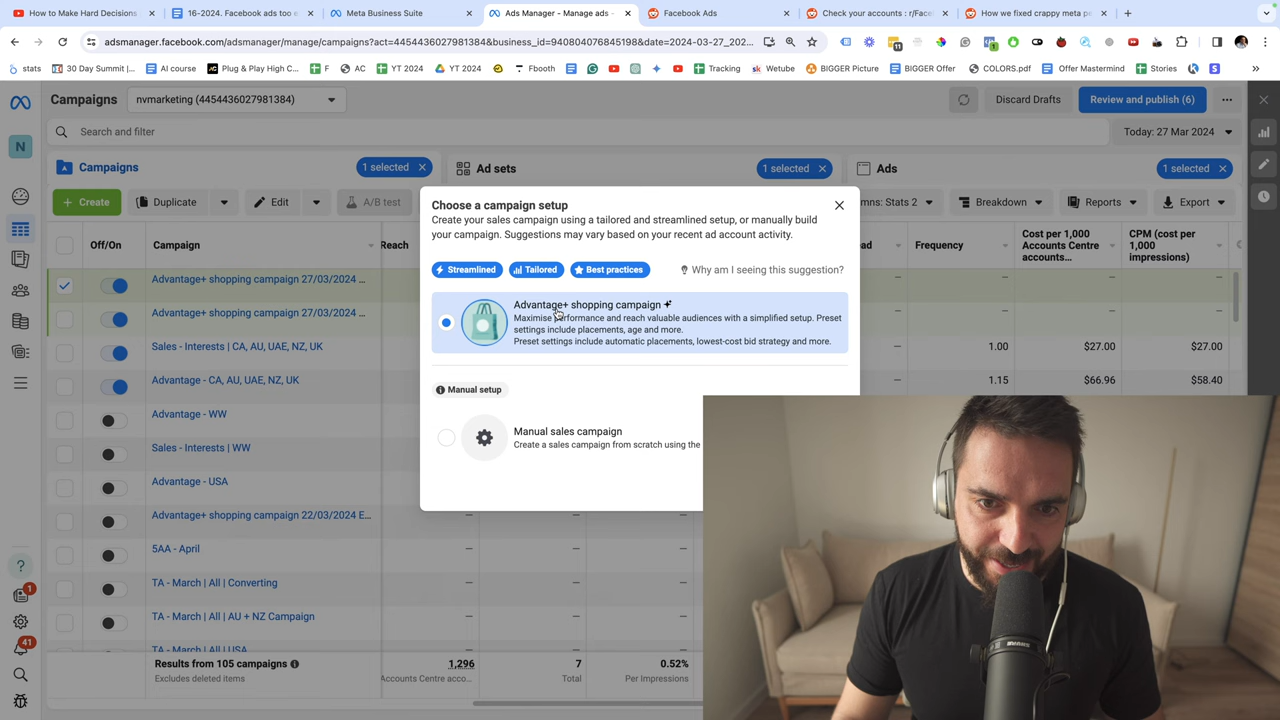 How to Make Hard Decisions
16-2024. Facebook ads too e
Meta Business Suite
Ads Manager - Manage ads -
Facebook Ads
Check your accounts : r/Face
How we fixed crappy meta pe
adsmanager.facebook.com/adsmanager/manage/campaigns?act=4454436027981384&business_id=940804076845198&date=2024-03-27_202...
stats
30 Day Summit |...
AI course
Plug & Play High C...
F
AC
YT 2024
YT 2024
Fbooth
Tracking
Wetube
BIGGER Picture
BIGGER Offer
COLORS.pdf
Offer Mastermind
Stories
Campaigns
nvmarketing (4454436027981384)
Discard Drafts
Review and publish (6)
N
Search and filter
Today: 27 Mar 2024
Campaigns
1 selected
Ad sets
1 selected
Ads
1 selected
Create
Duplicate
Edit
A/B test
mns: Stats 2
Breakdown
Reports
Export
Off/On
Campaign
Reach
Frequency
Cost per 1,000
Accounts Centre
accounts...
CPM (cost per
1,000
impressions)
Advantage+ shopping campaign 27/03/2024 ...
Advantage+ shopping campaign 27/03/2024 ...
Sales - Interests | CA, AU, UAE, NZ, UK
1.00
$27.00
$27.00
Advantage - CA, AU, UAE, NZ, UK
1.15
$66.96
$58.40
Advantage - WW
Sales - Interests | WW
Advantage - USA
Advantage+ shopping campaign 22/03/2024 E...
5AA - April
TA - March | All | Converting
TA - March | All | AU + NZ Campaign
TA - March | All | USA
Results from 105 campaigns
Excludes deleted items
1,296
Accounts Centre acco...
7
Total
0.52%
Per Impressions
1
41
Choose a campaign setup
Create your sales campaign using a tailored and streamlined setup, or manually build
your campaign. Suggestions may vary based on your recent ad account activity.
Streamlined
Tailored
Best practices
Why am I seeing this suggestion?
Advantage+ shopping campaign
Preset
settings include placements, age and more.
Preset settings include automatic placements, lowest-cost bid strategy and more.
Manual setup
Manual sales campaign
Create a sales campaign from scratch using the